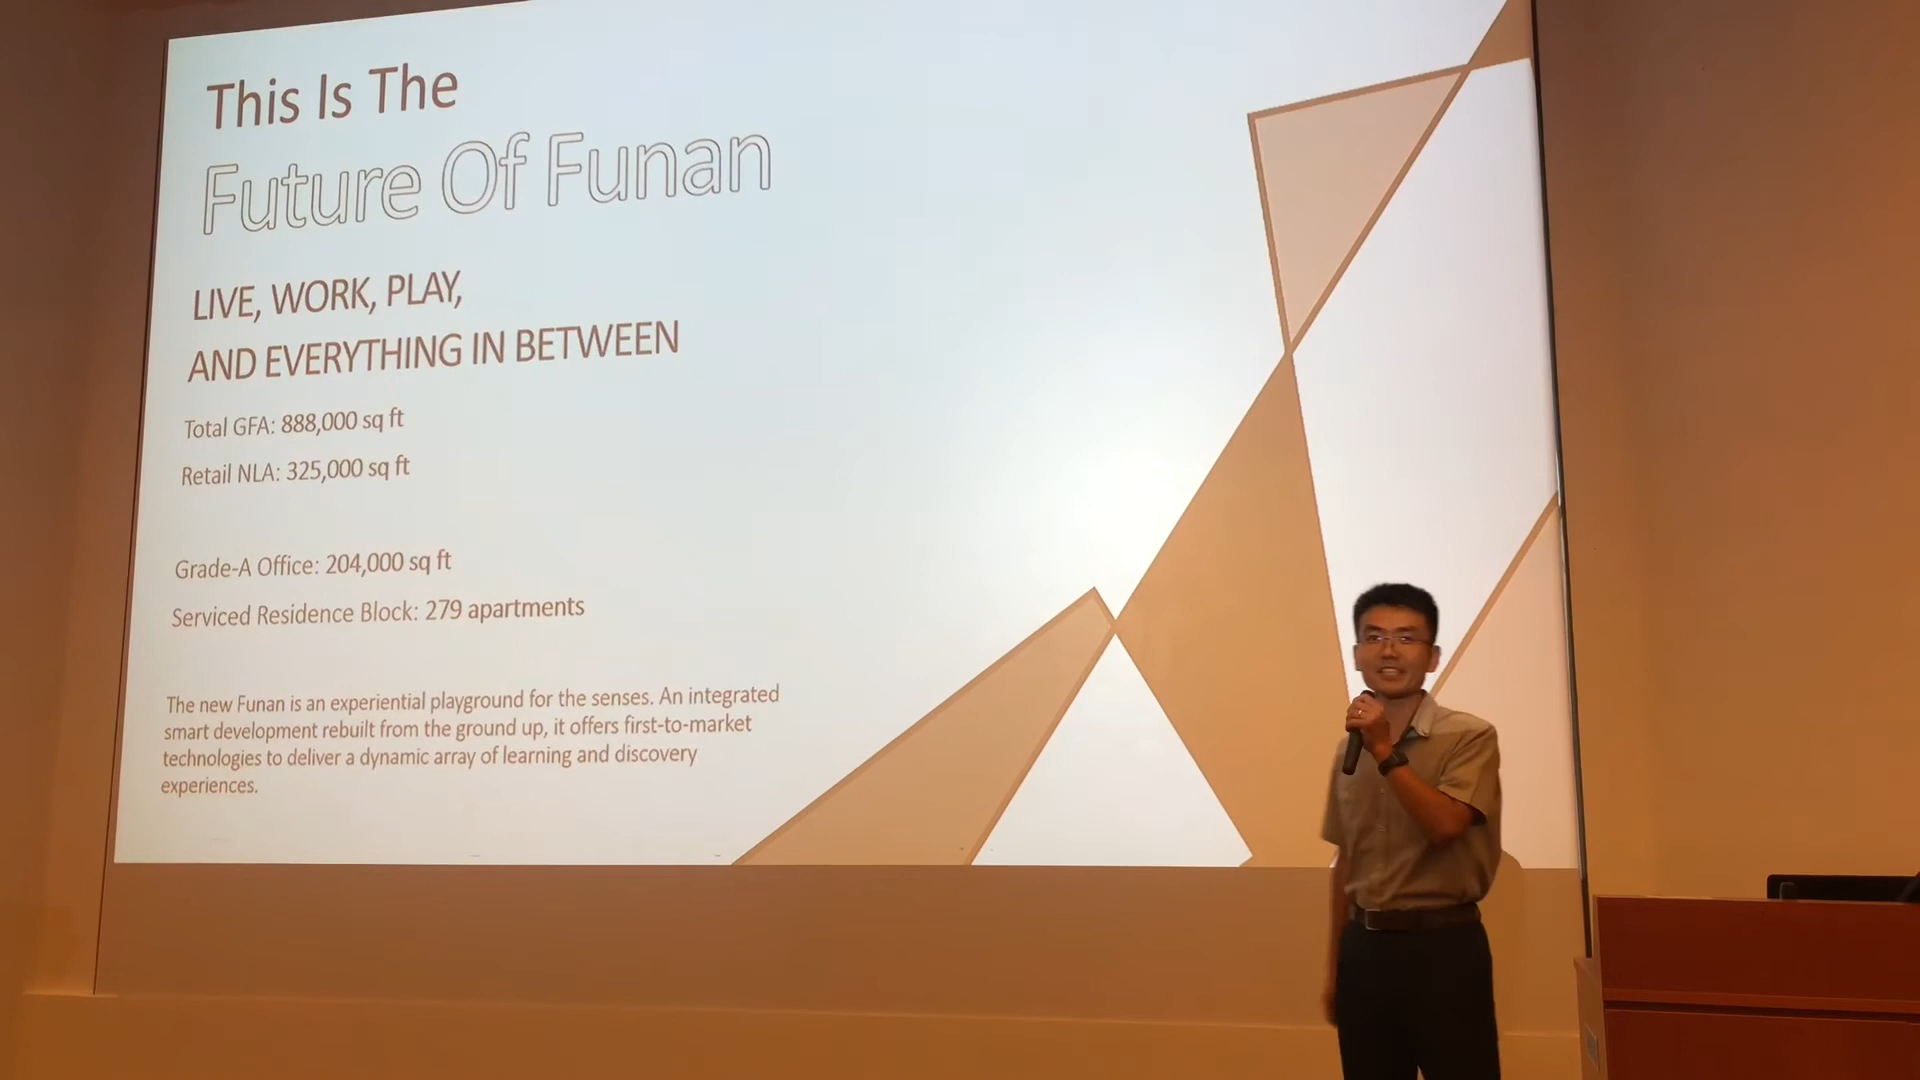 This Is The
Future Of Funan
LIVE, WORK, PLAY,
AND EVERYTHING IN BETWEEN
Total GFA: 888,000 sq ft
Retail NLA: 325,000 sq ft
Grade-A Office: 204,000 sq ft
Serviced Residence Block: 279 apartments
The new Funan is an experiential playground for the senses. An integrated
smart development rebuilt from the ground up, it offers first-to-market
technologies to deliver a dynamic array of learning and discovery
experiences.